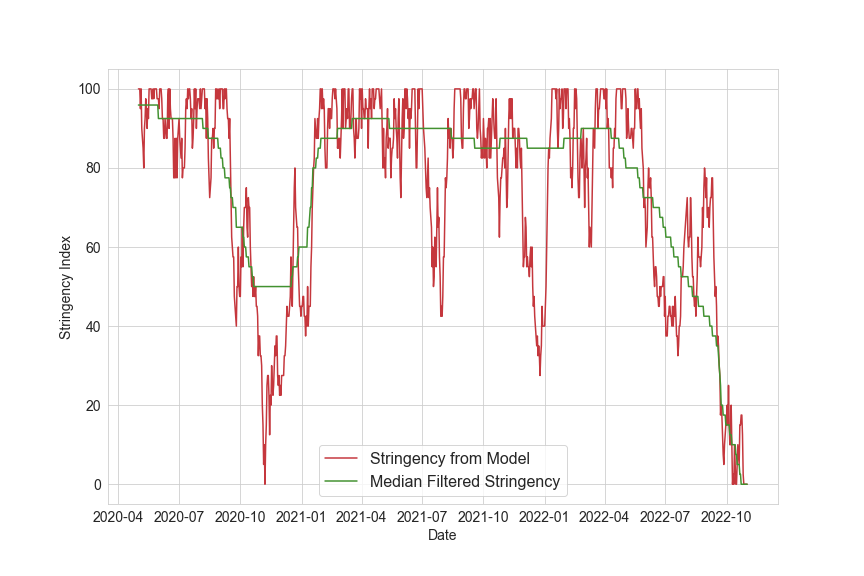 100
80
60
40
20
0
Stringency Index
Stringency from Model
Median Filtered Stringency
2020-04 2020-07 2020-10 2021-01 2021-04 2021-07 2021-10 2022-01 2022-04 2022-07 2022-10
Date